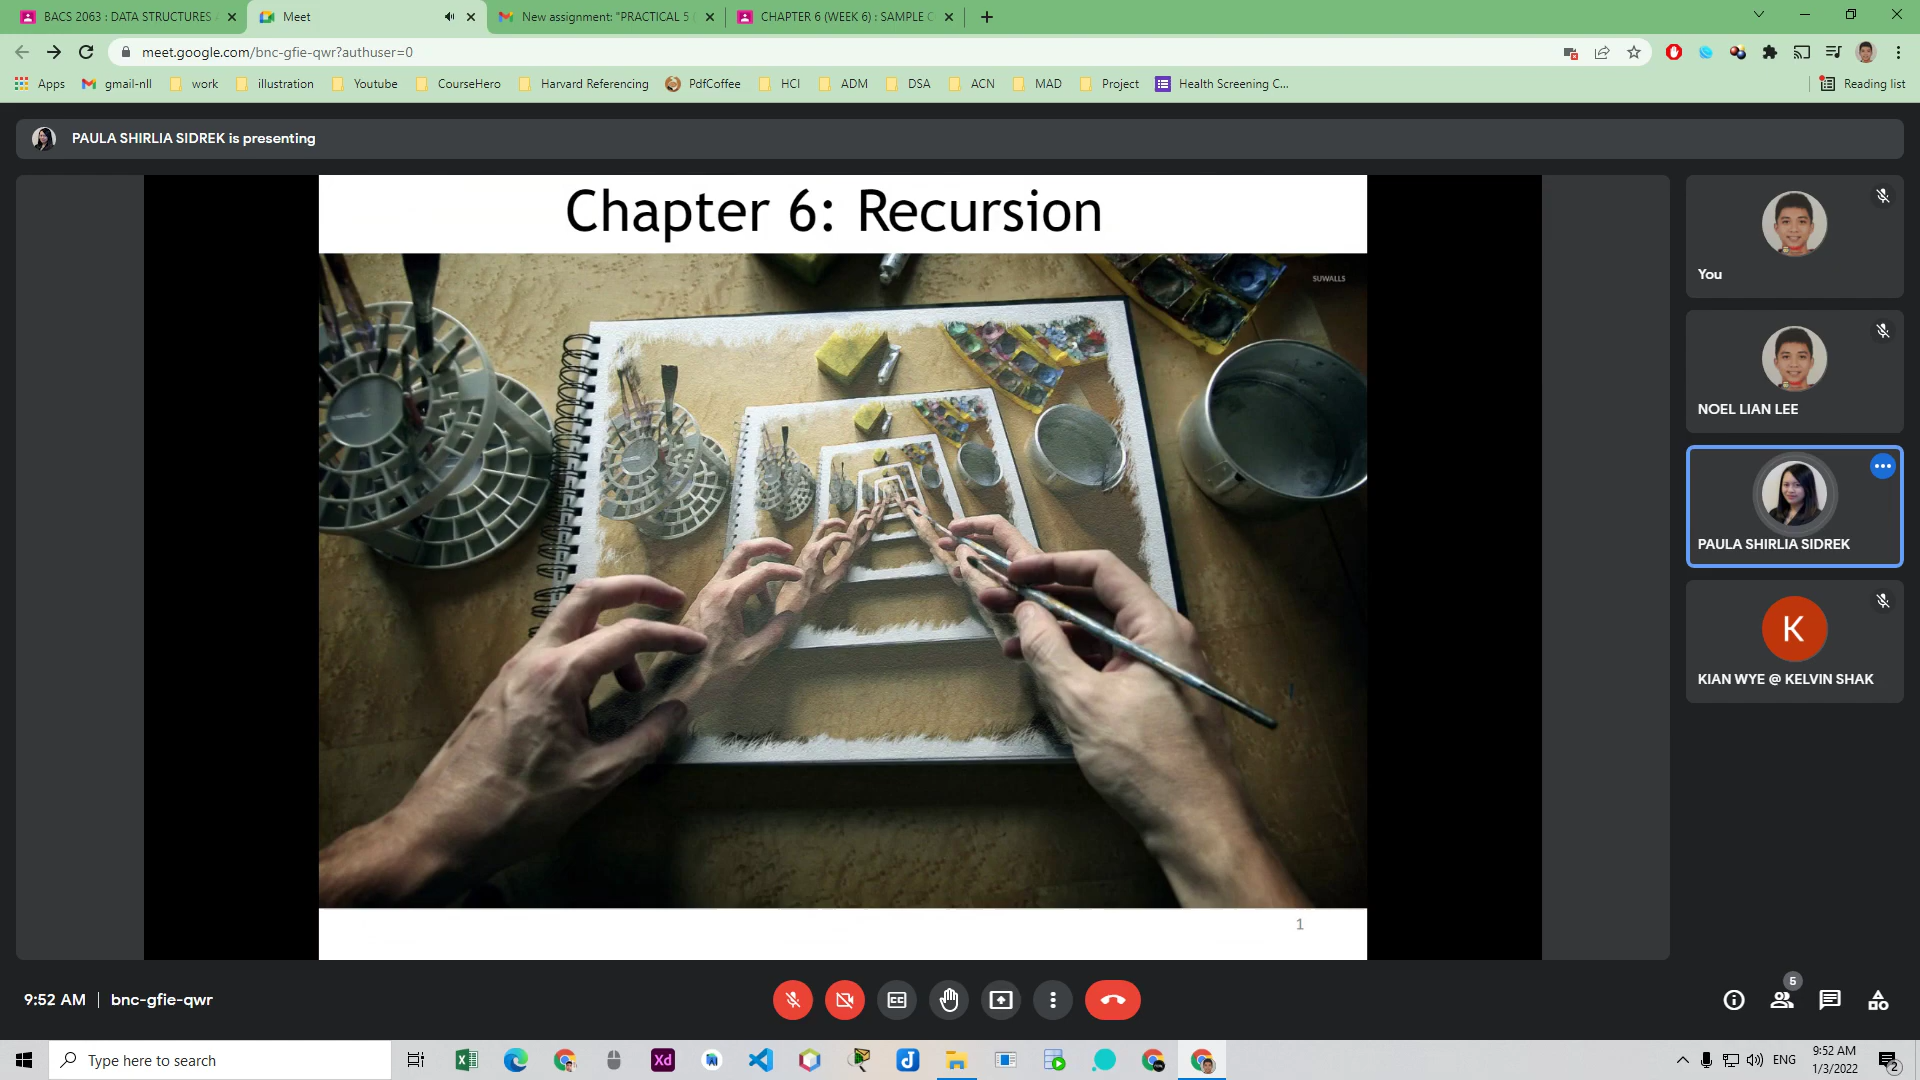 BACS 2063 : DATA STRUCTURES
Meet
New assignment: "PRACTICAL 5
CHAPTER 6 (WEEK 6) : SAMPLE C
meet.google.com/bnc-gfie-qwr?authuser=0
Apps
gmail-nll
work
illustration
Youtube
CourseHero
Harvard Referencing
PdfCoffee
HCI
ADM
DSA
ACN
MAD
Project
Health Screening C...
Reading list
PAULA SHIRLIA SIDREK is presenting
Chapter 6: Recursion
SUWALLS
1
You
NOEL LIAN LEE
PAULA SHIRLIA SIDREK
K
KIAN WYE @ KELVIN SHAK
9:52 AM | bnc-gfie-qwr
CC
5
Type here to search
Xd
ENG
9:52 AM
1/3/2022
2